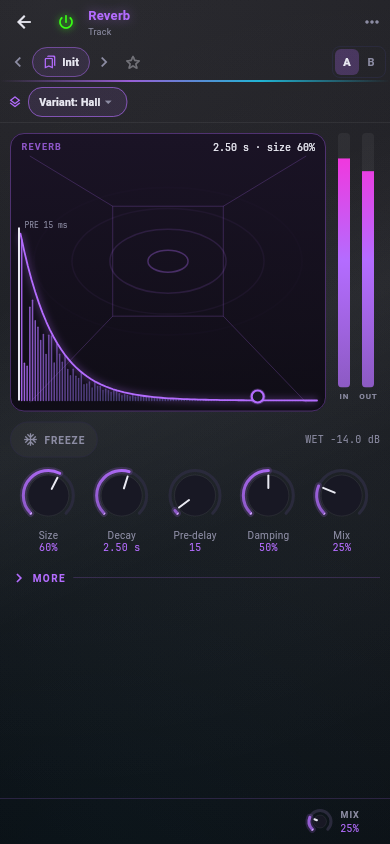 Reverb
Track
Init
A B
Variant: Hall
REVERB 2.50 s · size 60%
PRE 15 ms
IN OUT
FREEZE
WET -14.0 dB
Size Decay Pre-delay Damping Mix
60% 2.50 s 15 50% 25%
MORE
MIX
25%